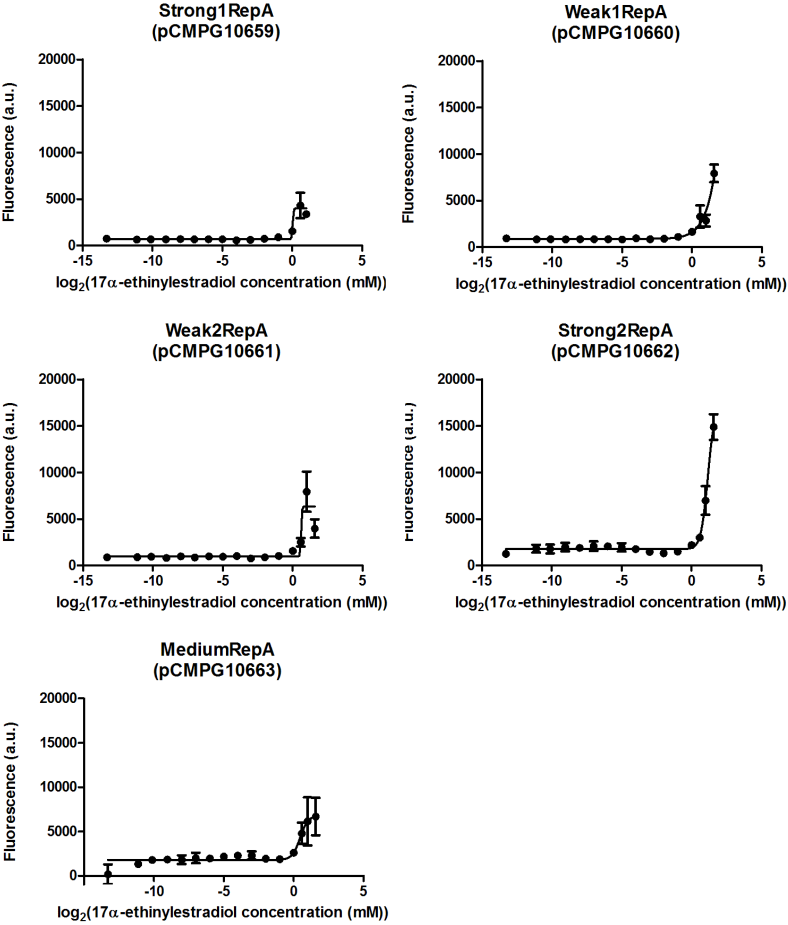 Strong1RepA
(pCMPG10659)
20000
15000
10000
5000
0
-15
-10
-5
0
5
Fluorescence (a.u.)
log2(17α-ethinylestradiol concentration (mM))
Weak1RepA
(pCMPG10660)
20000
15000
10000
5000
0
-15
-10
-5
0
5
Fluorescence (a.u.)
log2(17α-ethinylestradiol concentration (mM))
Weak2RepA
(pCMPG10661)
20000
15000
10000
5000
0
-15
-10
-5
0
5
Fluorescence (a.u.)
log2(17α-ethinylestradiol concentration (mM))
Strong2RepA
(pCMPG10662)
20000
15000
10000
5000
0
-15
-10
-5
0
5
Fluorescence (a.u.)
log2(17α-ethinylestradiol concentration (mM))
MediumRepA
(pCMPG10663)
20000
15000
10000
5000
0
-10
-5
0
5
Fluorescence (a.u.)
log2(17α-ethinylestradiol concentration (mM))